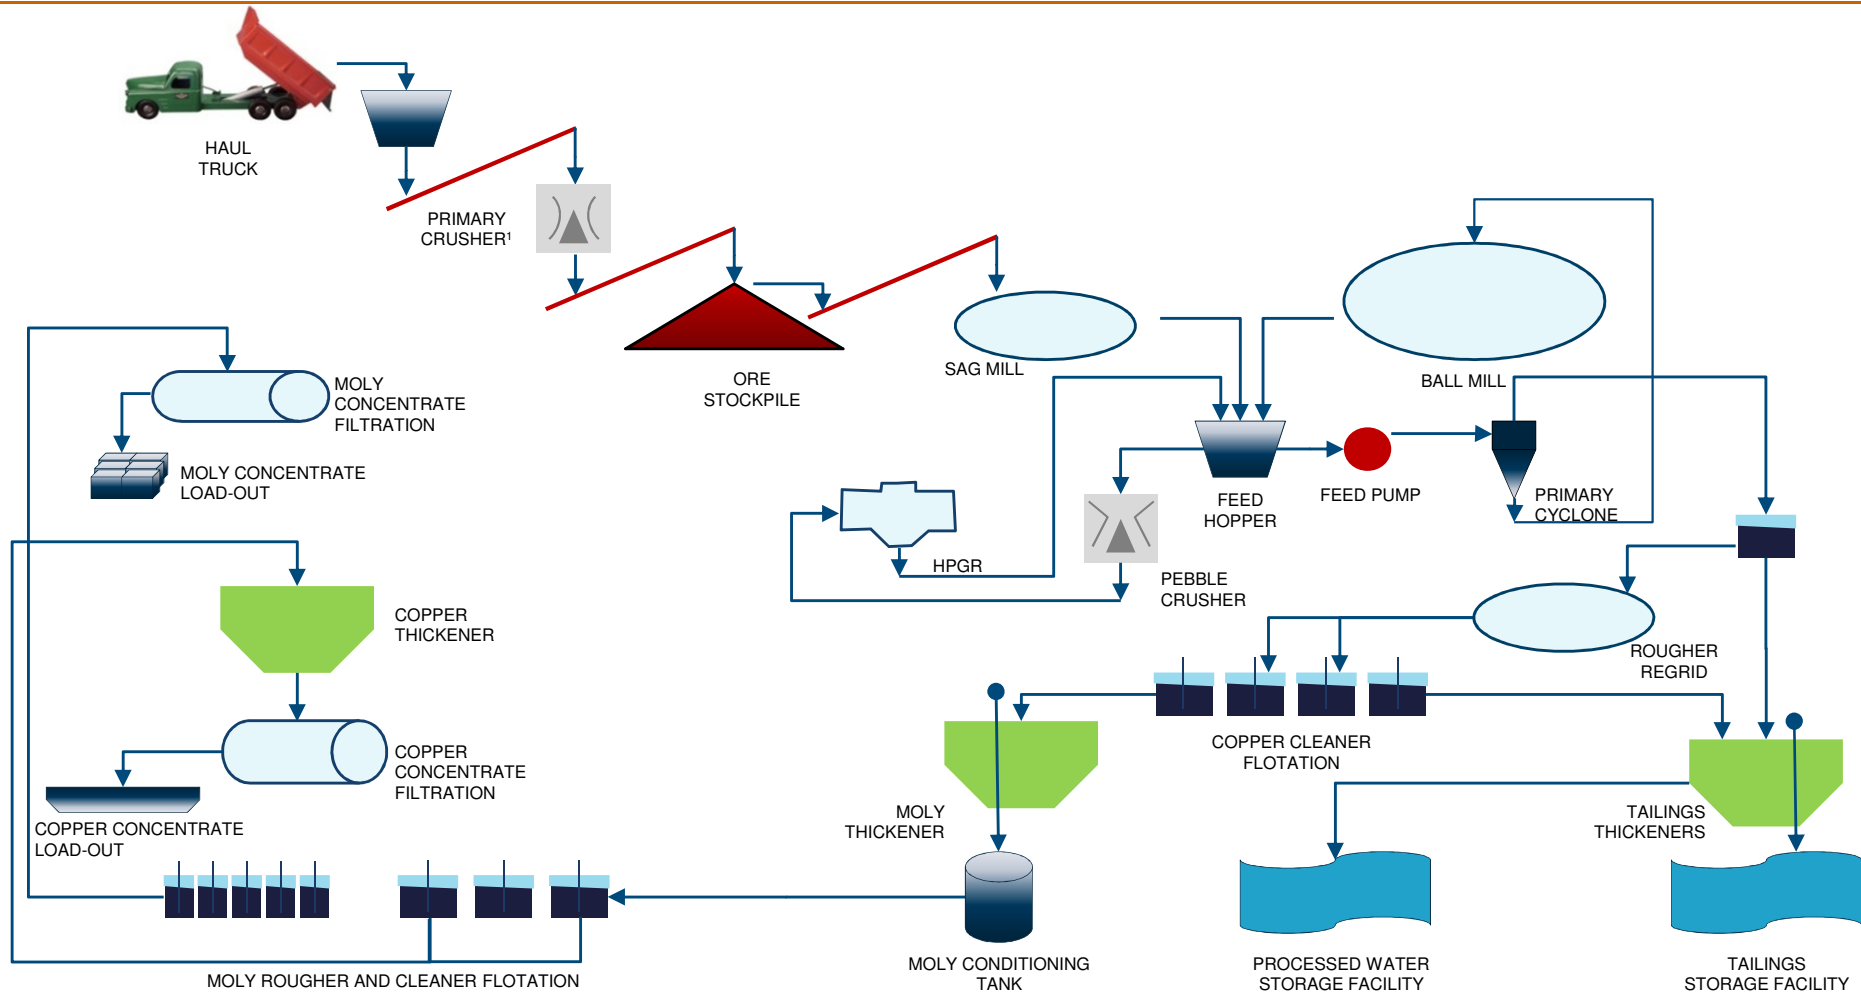 HAUL
TRUCK
PRIMARY
CRUSHER¹
ORE
STOCKPILE
SAG MILL
BALL MILL
MOLY
CONCENTRATE
FILTRATION
MOLY CONCENTRATE
LOAD-OUT
FEED
HOPPER
FEED PUMP
PRIMARY
CYCLONE
HPGR
PEBBLE
CRUSHER
COPPER
THICKENER
ROUGHER
REGRID
COPPER CLEANER
FLOTATION
COPPER
CONCENTRATE
FILTRATION
COPPER CONCENTRATE
LOAD-OUT
MOLY
THICKENER
TAILINGS
THICKENERS
MOLY ROUGHER AND CLEANER FLOTATION
MOLY CONDITIONING
TANK
PROCESSED WATER
STORAGE FACILITY
TAILINGS
STORAGE FACILITY